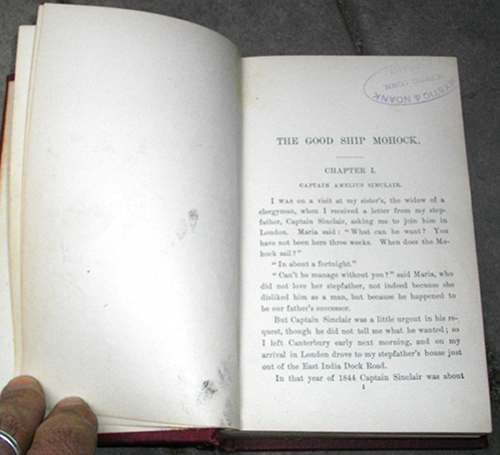 MYSTIC & NOANK
THE GOOD SHIP MOHOCK.
CHAPTER I.
CAPTAIN AMELIUS SINCLAIR.
I WAS on a visit at my sister's, the widow of a
clergyman, when I received a letter from my step-
father, Captain Sinclair, asking me to join him in
London. Maria said: "What can he want? You
have not been here three weeks. When does the Mo-
hock sail?"
"In about a fortnight."
"Can't he manage without you?" said Maria, who
did not love her stepfather, not indeed because she
disliked him as a man, but because he happened to
be our father's successor.
But Captain Sinclair was a little urgent in his re-
quest, though he did not tell me what he wanted; so
I left Canterbury early next morning, and on my
arrival in London drove to my stepfather's house just
out of the East India Dock Road.
In that year of 1844 Captain Sinclair was about
1